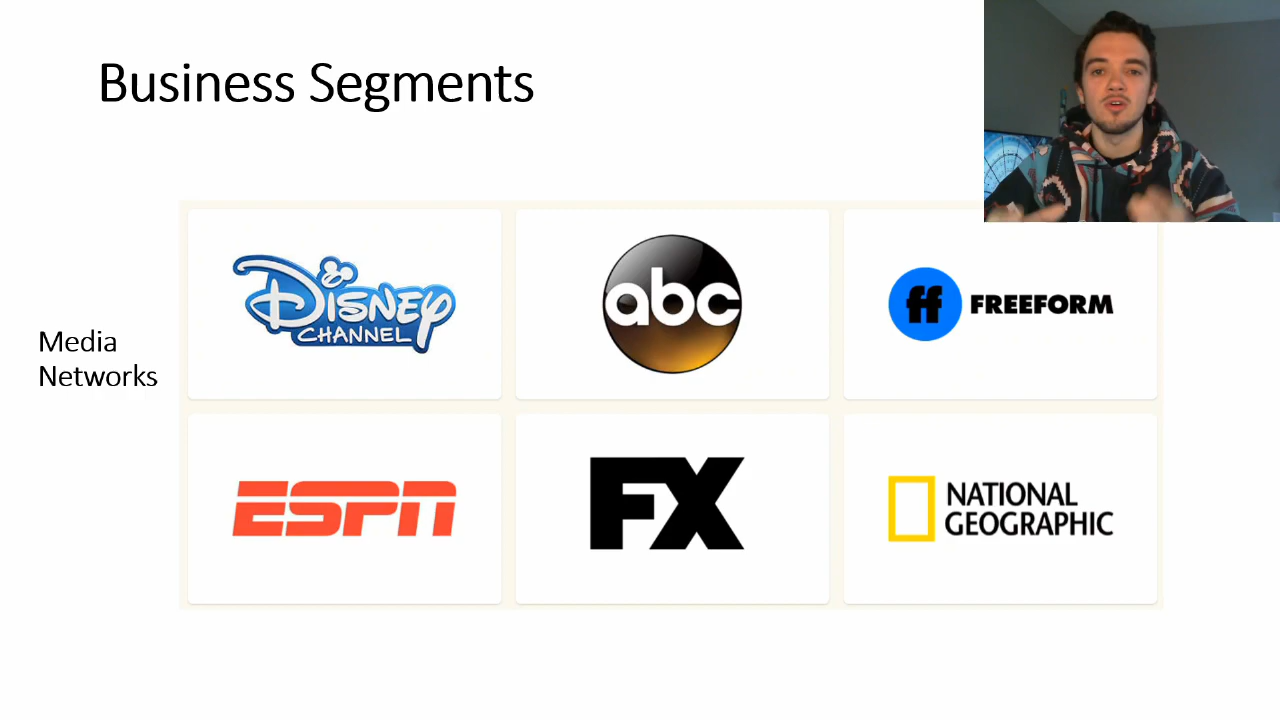 Business Segments
Media
Networks
DISNEY
CHANNEL
abc
ff FREEFORM
ESPN
FX
NATIONAL
GEOGRAPHIC